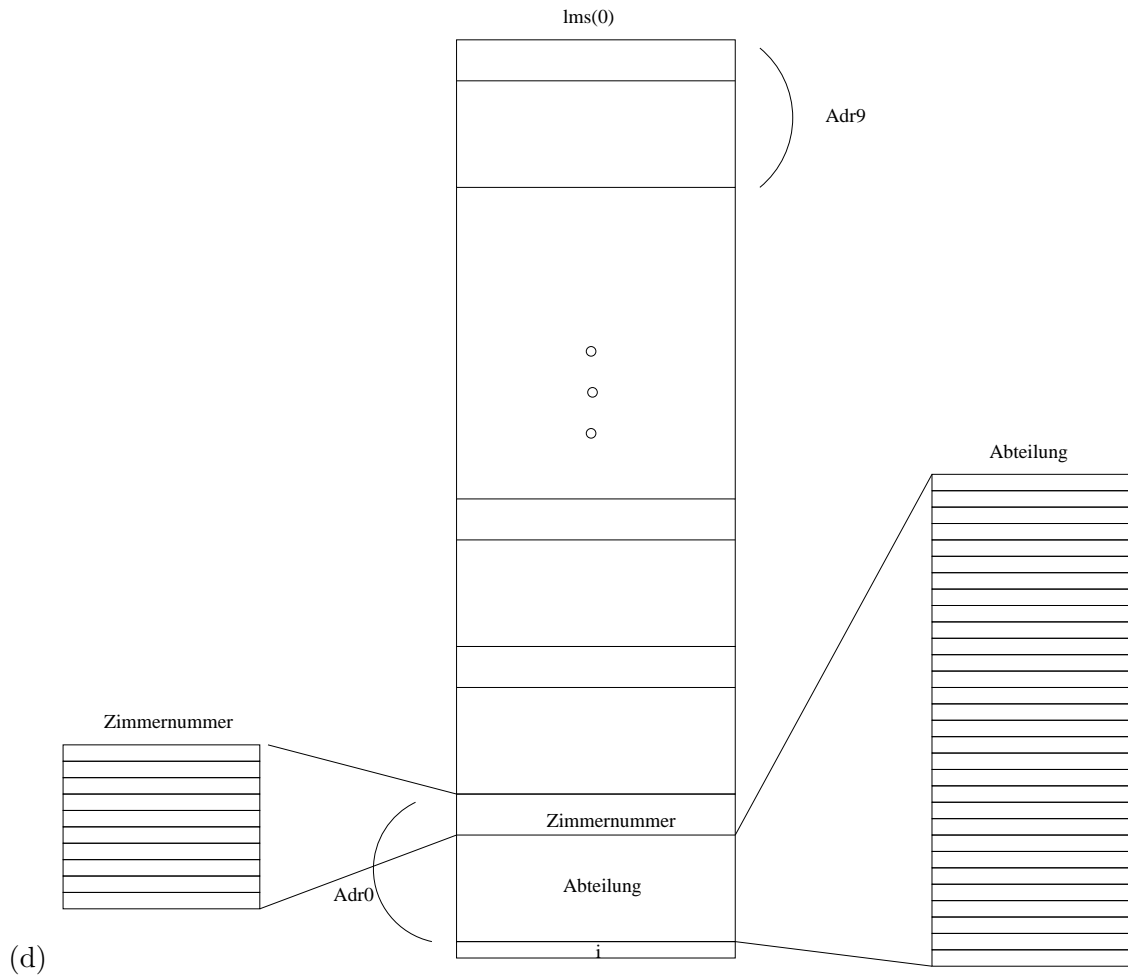 lms(0)
Adr9
Abteilung
Zimmernummer
Zimmernummer
Abteilung
Adr0
i
(d)